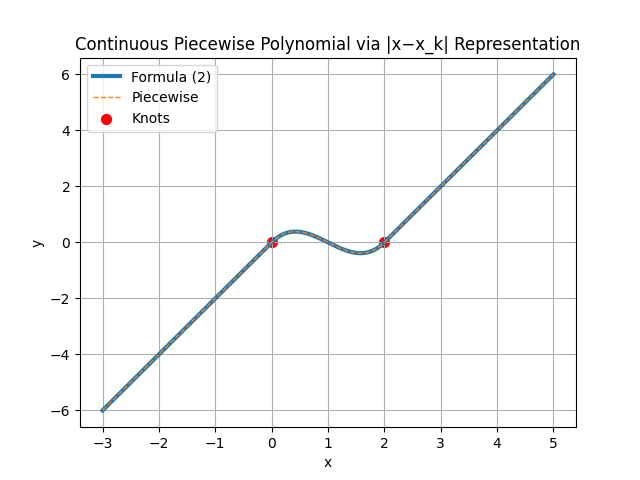 Continuous Piecewise Polynomial via |x−x_k| Representation
Formula (2)
Piecewise
Knots
6
4
2
0
−2
−4
−6
y
−3
−2
−1
0
1
2
3
4
5
x